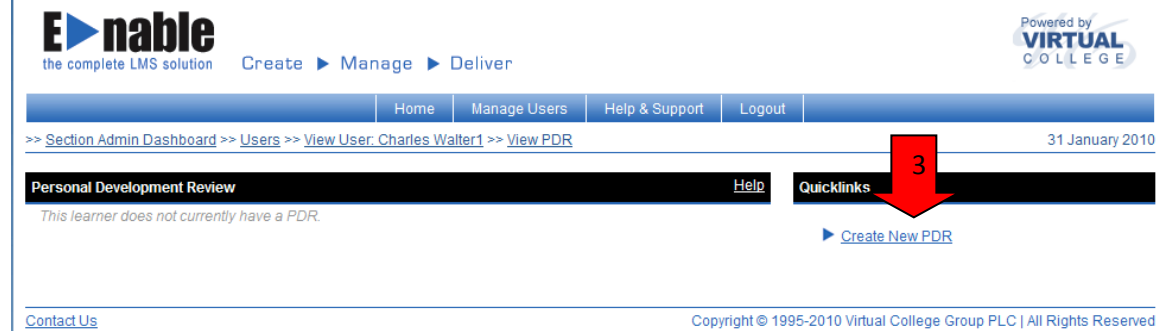 E nable
the complete LMS solution Create ▶ Manage ▶ Deliver
Powered by
VIRTUAL
COLLEGE
Home Manage Users Help & Support Logout
>> Section Admin Dashboard >> Users >> View User: Charles Walter1 >> View PDR 31 January 2010
3
Personal Development Review Help Quicklinks
This learner does not currently have a PDR.
▶ Create New PDR
Contact Us Copyright © 1995-2010 Virtual College Group PLC | All Rights Reserved